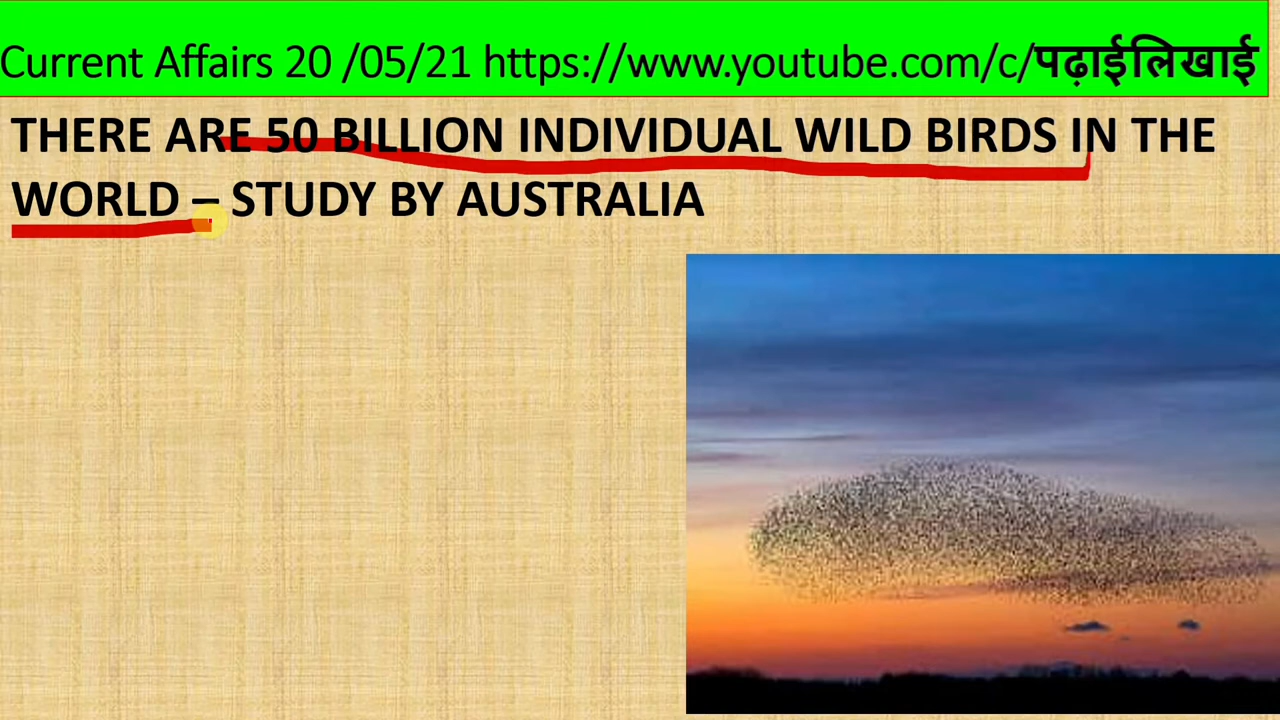 Current Affairs 20 /05/21 https://www.youtube.com/c/पढ़ाईलिखाई
THERE ARE 50 BILLION INDIVIDUAL WILD BIRDS IN THE
WORLD – STUDY BY AUSTRALIA